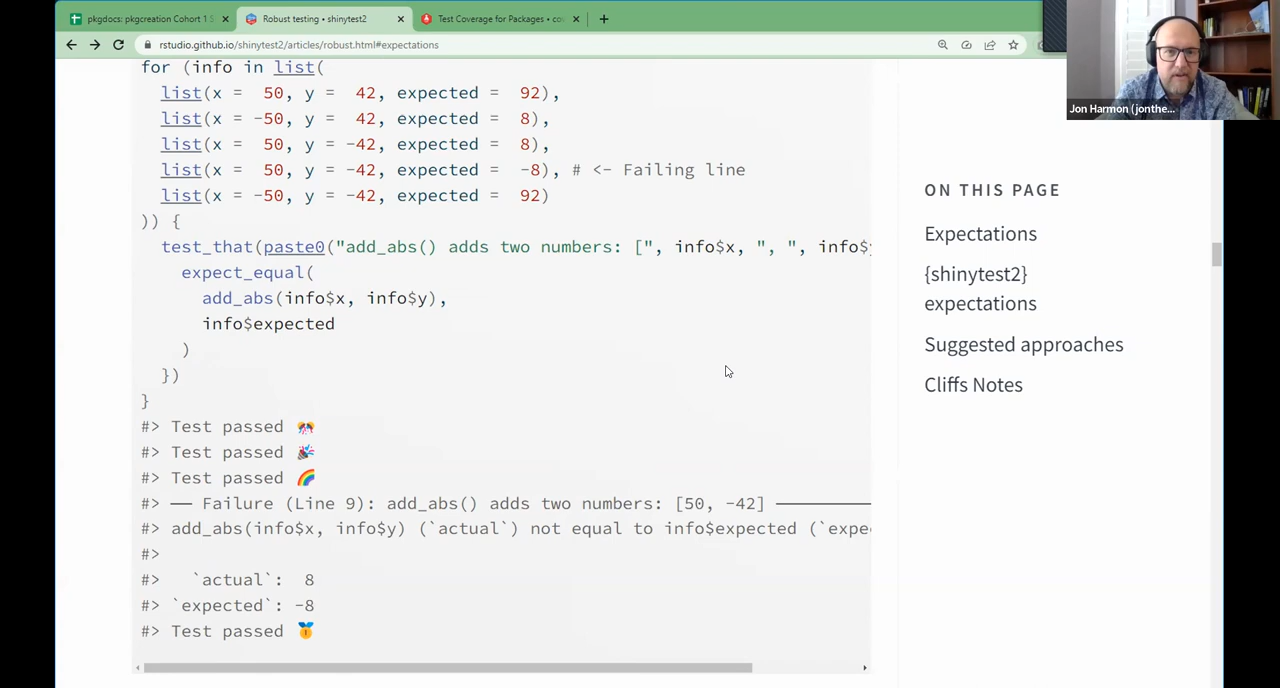 pkgdocs: pkgcreation Cohort 1 S
Robust testing • shinytest2
Test Coverage for Packages • co
rstudio.github.io/shinytest2/articles/robust.html#expectations
Jon Harmon (jonthe...
for (info in list(
list(x = 50, y = 42, expected = 92),
list(x = -50, y = 42, expected = 8),
list(x = 50, y = -42, expected = 8),
list(x = 50, y = -42, expected = -8), # <- Failing line
list(x = -50, y = -42, expected = 92)
)) {
test_that(paste0("add_abs() adds two numbers: [", info$x, ", ", info$y
expect_equal(
add_abs(info$x, info$y),
info$expected
)
})
}
#> Test passed 🎊
#> Test passed 🎉
#> Test passed 🌈
#> ── Failure (Line 9): add_abs() adds two numbers: [50, -42] ─────────
#> add_abs(info$x, info$y) (`actual`) not equal to info$expected (`expe
#>
#> `actual`: 8
#> `expected`: -8
#> Test passed 🥇
ON THIS PAGE
Expectations
{shinytest2}
expectations
Suggested approaches
Cliffs Notes